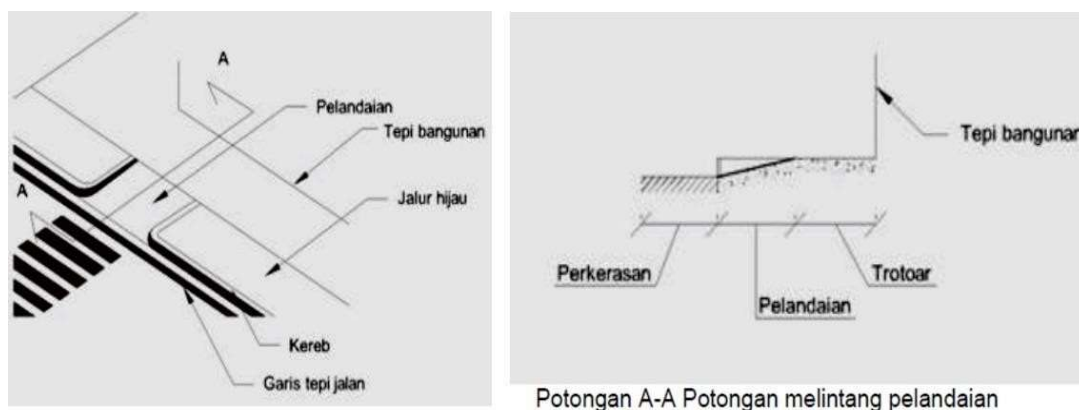 A
Pelandaian
Tepi bangunan
Jalur hijau
A
Kereb
Garis tepi jalan
Tepi bangunan
Perkerasan
Trotoar
Pelandaian
Potongan A-A Potongan melintang pelandaian